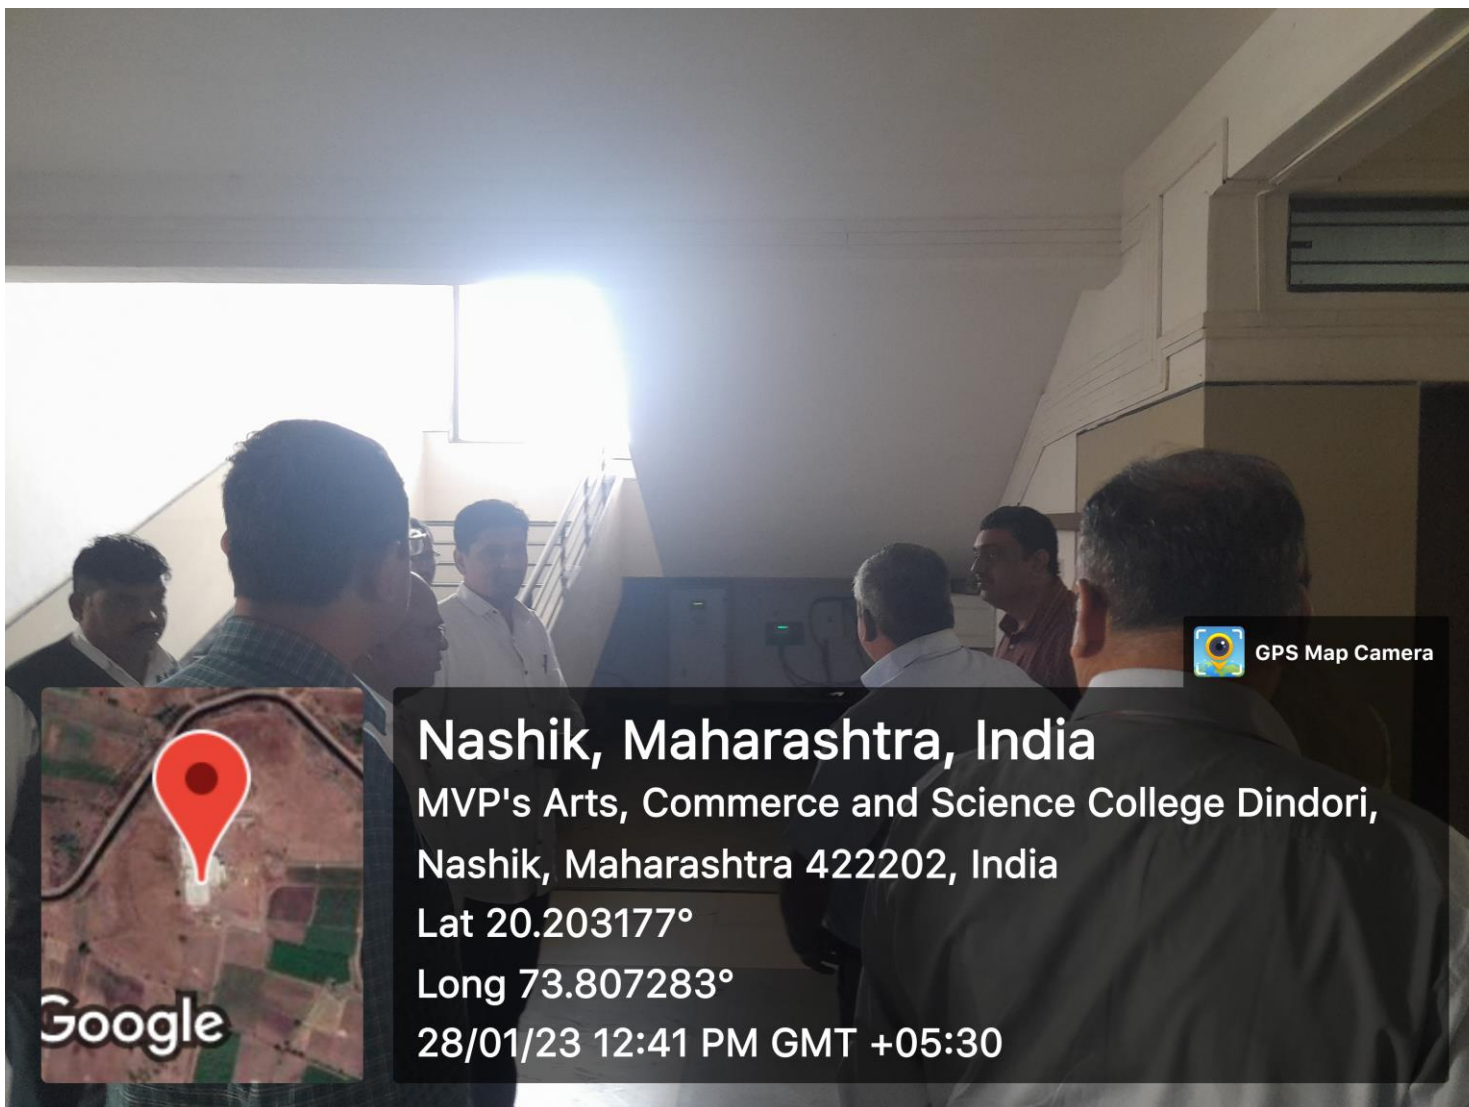 GPS Map Camera
Nashik, Maharashtra, India
MVP's Arts, Commerce and Science College Dindori,
Nashik, Maharashtra 422202, India
Lat 20.203177°
Long 73.807283°
28/01/23 12:41 PM GMT +05:30
Google